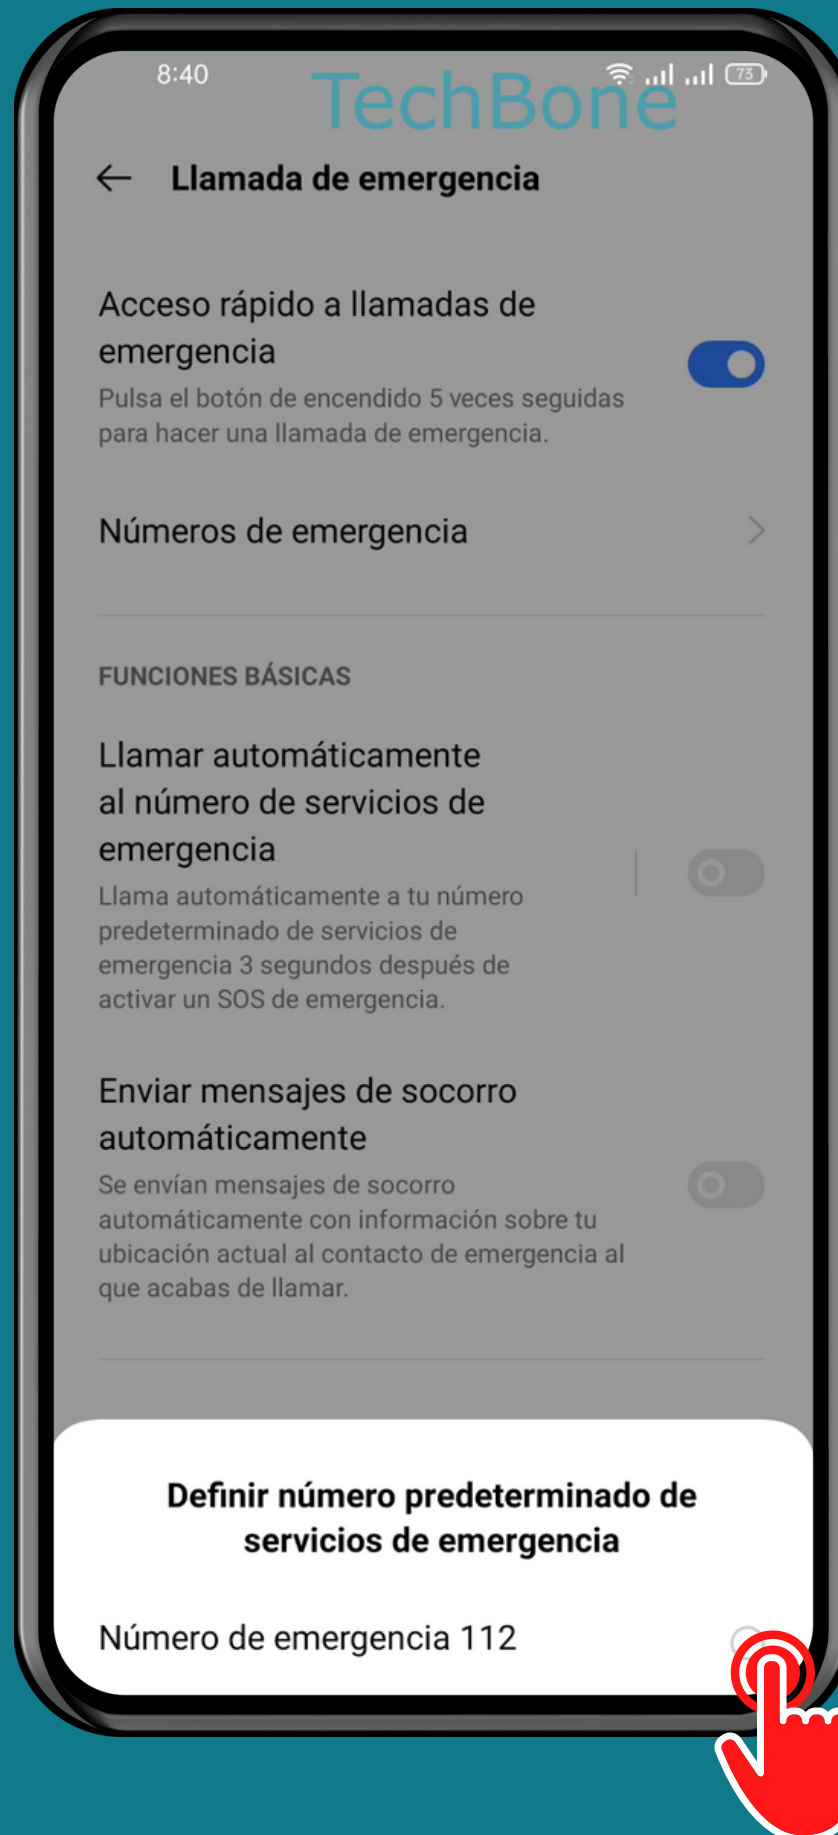 8:40
TechBone
73
Llamada de emergencia
Acceso rápido a llamadas de
emergencia
Pulsa el botón de encendido 5 veces seguidas
para hacer una llamada de emergencia.
Números de emergencia
FUNCIONES BÁSICAS
Llamar automáticamente
al número de servicios de
emergencia
Llama automáticamente a tu número
predeterminado de servicios de
emergencia 3 segundos después de
activar un SOS de emergencia.
Enviar mensajes de socorro
automáticamente
Se envían mensajes de socorro
automáticamente con información sobre tu
ubicación actual al contacto de emergencia al
que acabas de llamar.
Definir número predeterminado de
servicios de emergencia
Número de emergencia 112